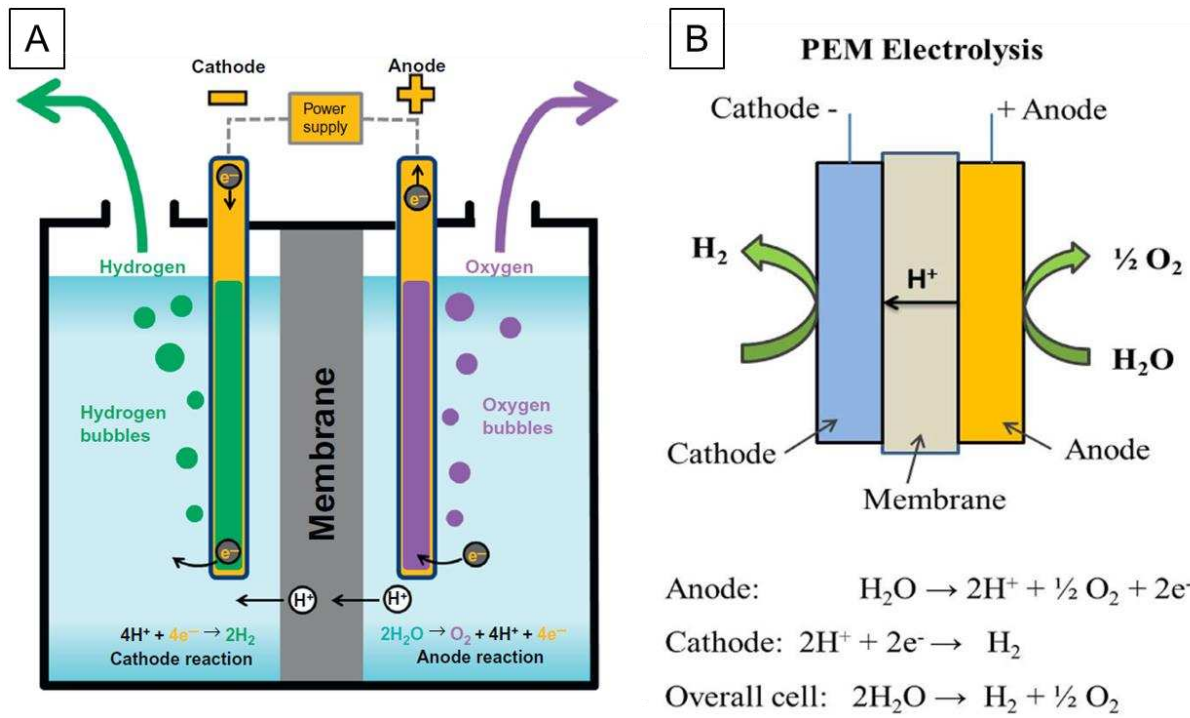 A
Cathode
Anode
Power
supply
e⁻
e⁻
Hydrogen
Oxygen
Membrane
Hydrogen
bubbles
Oxygen
bubbles
e⁻
e⁻
H⁺
H⁺
4H⁺ + 4e⁻ → 2H₂
Cathode reaction
2H₂O → O₂ + 4H⁺ + 4e⁻
Anode reaction
B
PEM Electrolysis
Cathode -
+ Anode
H₂
H⁺
½ O₂
H₂O
Cathode
Anode
Membrane
Anode: H₂O → 2H⁺ + ½ O₂ + 2e⁻
Cathode: 2H⁺ + 2e⁻ → H₂
Overall cell: 2H₂O → H₂ + ½ O₂